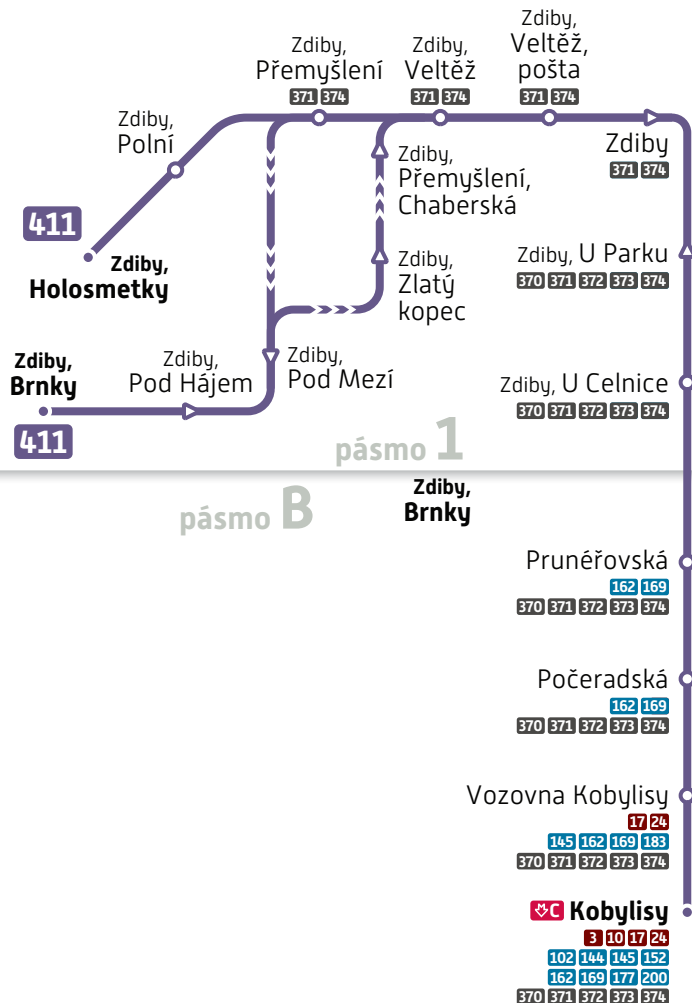 Zdiby,
Přemyšlení
371 374
Zdiby,
Veltěž
371 374
Zdiby,
Veltěž,
pošta
371 374
Zdiby,
Polní
Zdiby
371 374
Zdiby,
Přemyšlení,
Chaberská
411
Zdiby,
Holosmetky
Zdiby,
Zlatý
kopec
Zdiby, U Parku
370 371 372 373 374
Zdiby,
Brnky
411
Zdiby,
Pod Hájem
Zdiby,
Pod Mezí
Zdiby, U Celnice
370 371 372 373 374
pásmo 1
pásmo B
Zdiby,
Brnky
Prunéřovská
162 169
370 371 372 373 374
Počeradská
162 169
370 371 372 373 374
Vozovna Kobylisy
17 24
145 162 169 183
370 371 372 373 374
C Kobylisy
3 10 17 24
102 144 145 152
162 169 177 200
370 371 372 373 374